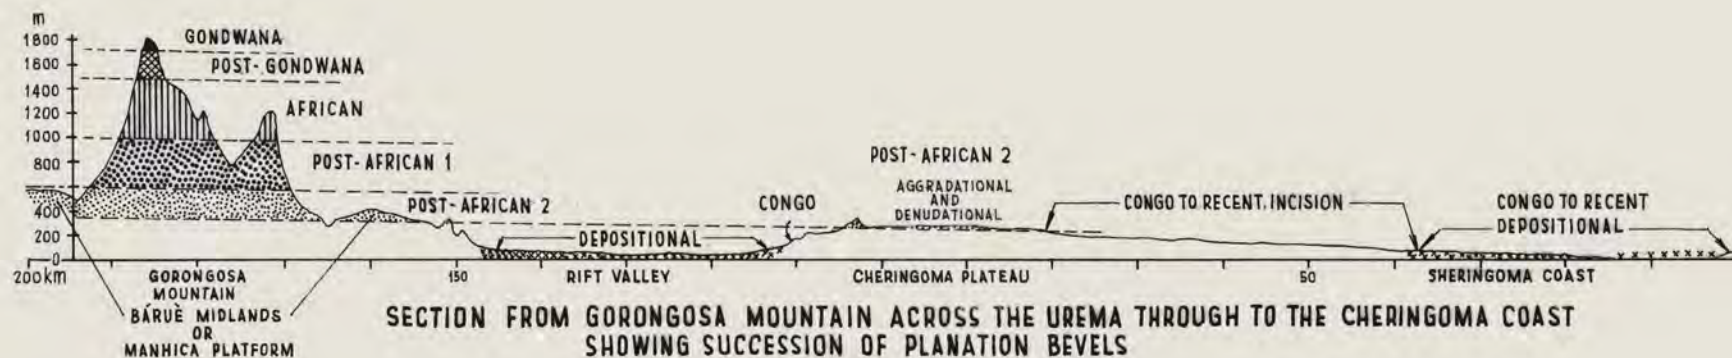 m
1800
1600
1400
1200
1000
800
600
400
200
0
GONDWANA
POST-GONDWANA
AFRICAN
POST-AFRICAN 1
POST-AFRICAN 2
DEPOSITIONAL
CONGO
POST-AFRICAN 2
AGGRADATIONAL
AND
DENUDATIONAL
CONGO TO RECENT, INCISION
CONGO TO RECENT
DEPOSITIONAL
200km
150
RIFT VALLEY
CHERINGOMA PLATEAU
50
SHERINGOMA COAST
GORONGOSA
MOUNTAIN
BÁRUÈ MIDLANDS
OR
MANHICA PLATFORM
SECTION FROM GORONGOSA MOUNTAIN ACROSS THE UREMA THROUGH TO THE CHERINGOMA COAST
SHOWING SUCCESSION OF PLANATION BEVELS